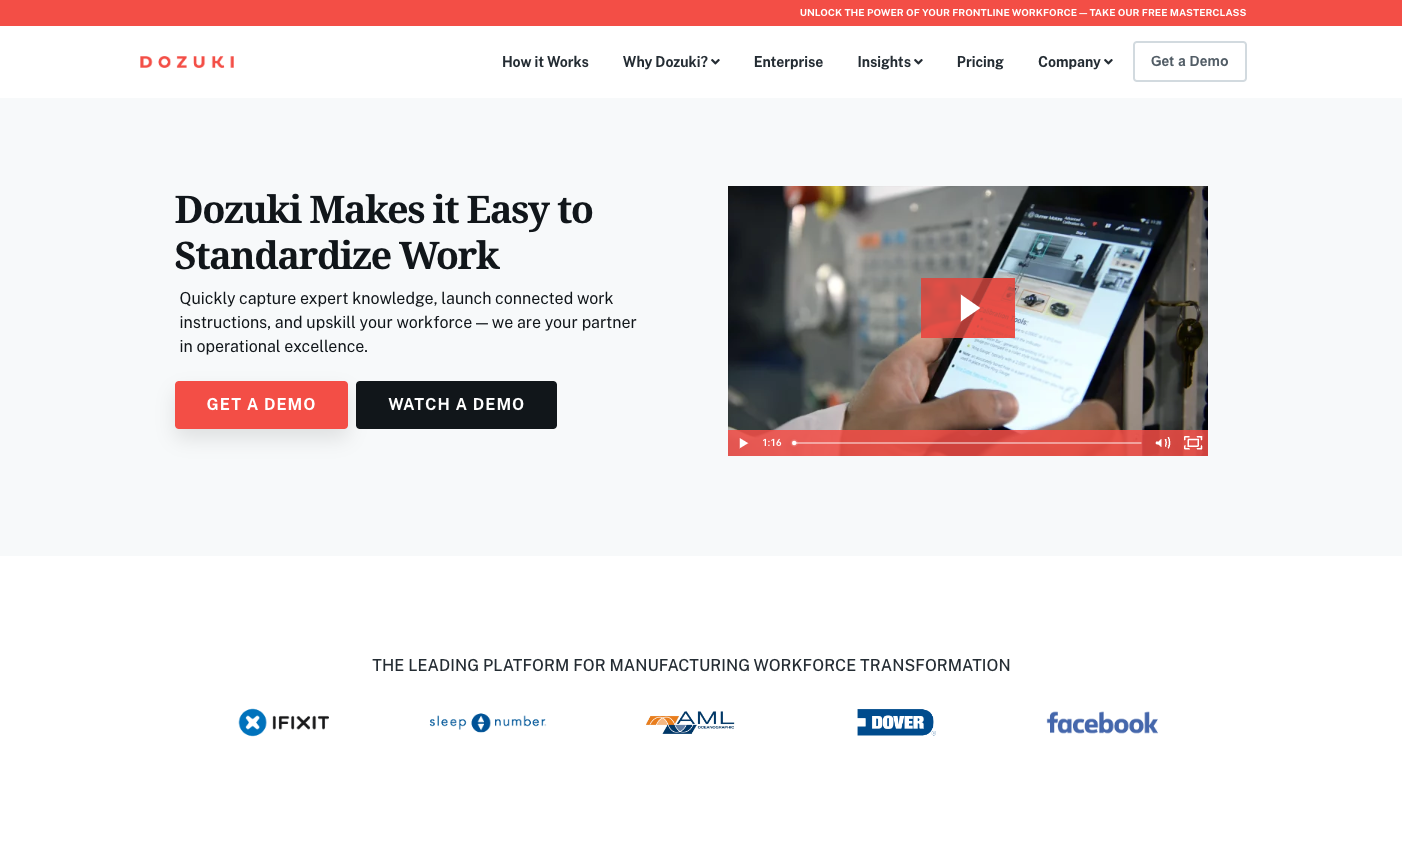 UNLOCK THE POWER OF YOUR FRONTLINE WORKFORCE — TAKE OUR FREE MASTERCLASS
DOZUKI
How it Works
Why Dozuki?
Enterprise
Insights
Pricing
Company
Get a Demo
Dozuki Makes it Easy to
Standardize Work
Quickly capture expert knowledge, launch connected work
instructions, and upskill your workforce — we are your partner
in operational excellence.
GET A DEMO
WATCH A DEMO
1:16
THE LEADING PLATFORM FOR MANUFACTURING WORKFORCE TRANSFORMATION
IFIXIT
sleep number
AML
OCEANOGRAPHIC
DOVER
facebook